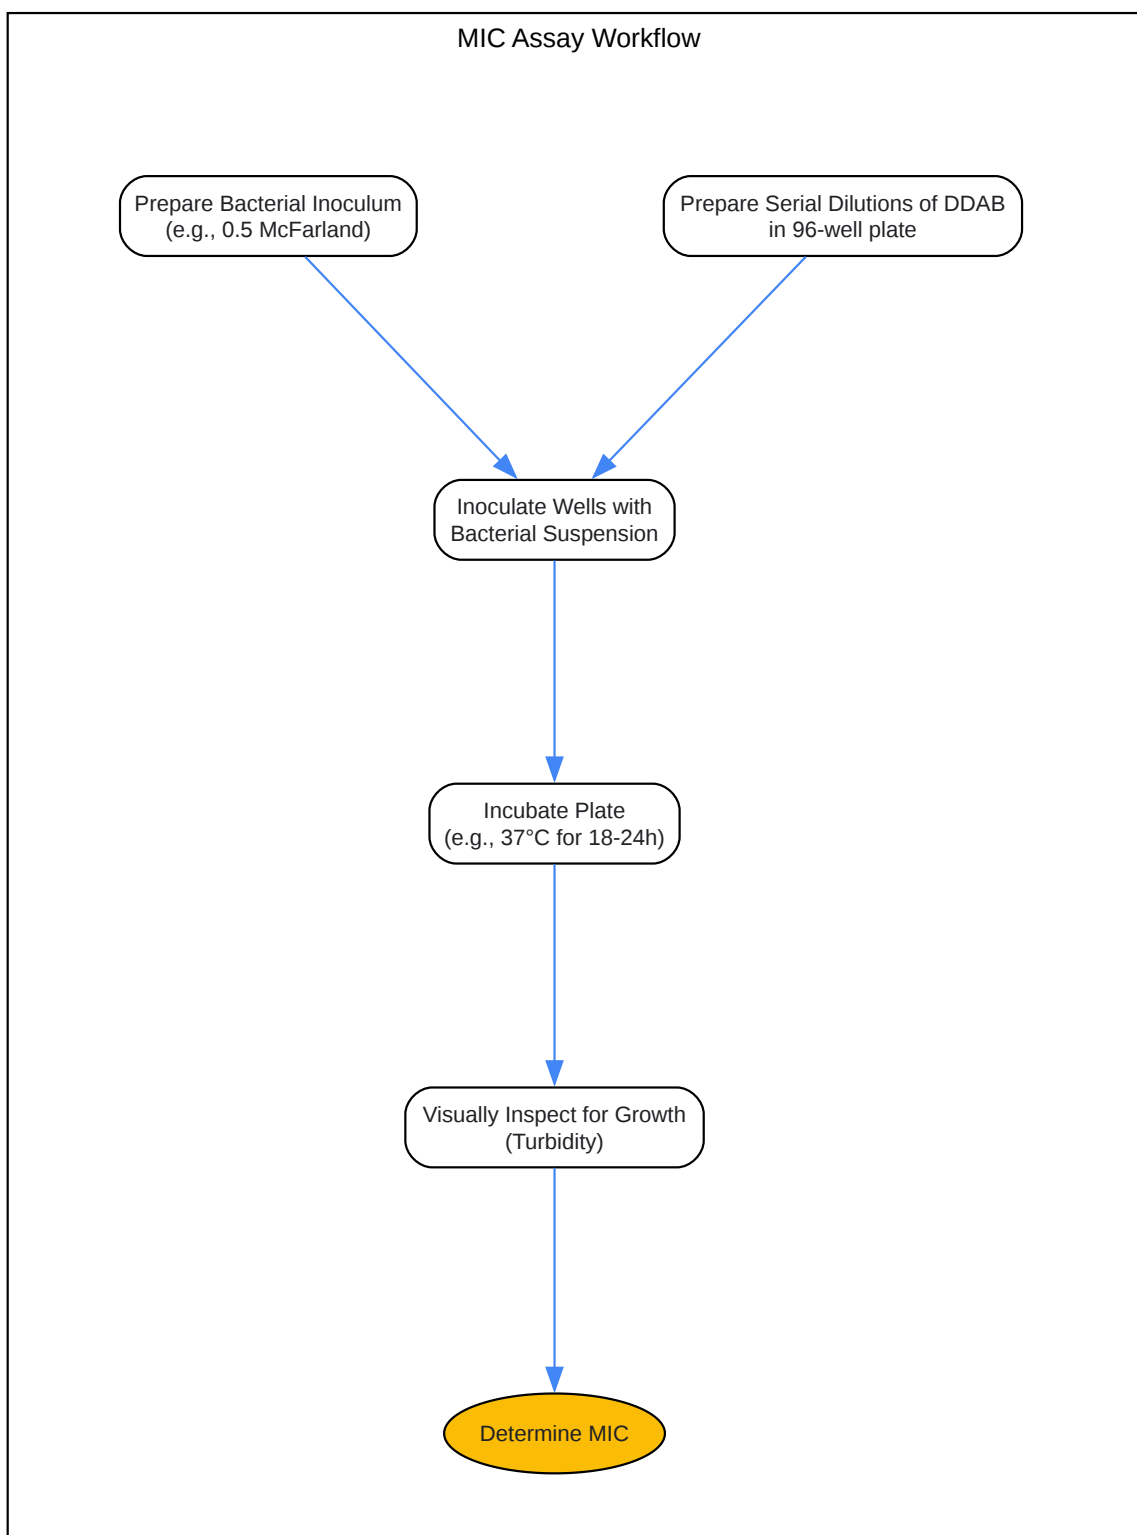 MIC Assay Workflow
Prepare Bacterial Inoculum
(e.g., 0.5 McFarland)
Prepare Serial Dilutions of DDAB
in 96-well plate
Inoculate Wells with
Bacterial Suspension
Incubate Plate
(e.g., 37°C for 18-24h)
Visually Inspect for Growth
(Turbidity)
Determine MIC